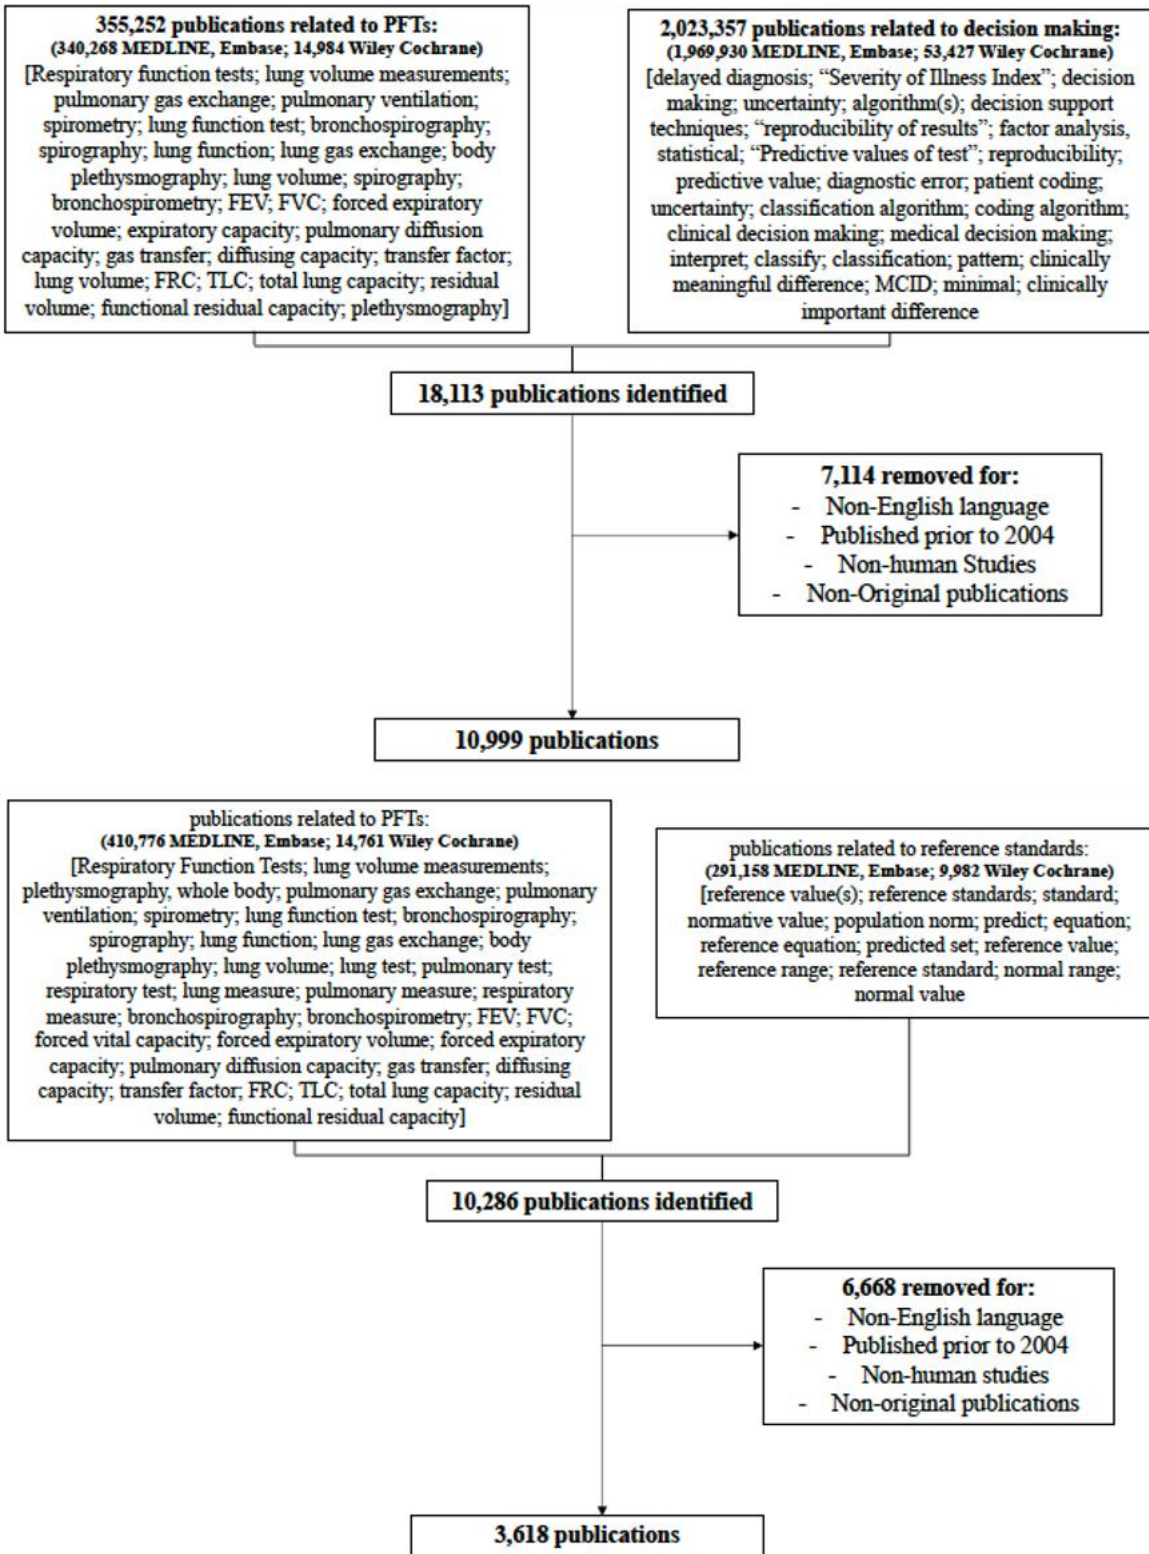 355,252 publications related to PFTs:
(340,268 MEDLINE, Embase; 14,984 Wiley Cochrane)
[Respiratory function tests; lung volume measurements;
pulmonary gas exchange; pulmonary ventilation;
spirometry; lung function test; bronchospirography;
spirography; lung function; lung gas exchange; body
plethysmography; lung volume; spirography;
bronchospirometry; FEV; FVC; forced expiratory
volume; expiratory capacity; pulmonary diffusion
capacity; gas transfer; diffusing capacity; transfer factor;
lung volume; FRC; TLC; total lung capacity; residual
volume; functional residual capacity; plethysmography]
2,023,357 publications related to decision making:
(1,969,930 MEDLINE, Embase; 53,427 Wiley Cochrane)
[delayed diagnosis; “Severity of Illness Index”; decision
making; uncertainty; algorithm(s); decision support
techniques; “reproducibility of results”; factor analysis,
statistical; “Predictive values of test”; reproducibility;
predictive value; diagnostic error; patient coding;
uncertainty; classification algorithm; coding algorithm;
clinical decision making; medical decision making;
interpret; classify; classification; pattern; clinically
meaningful difference; MCID; minimal; clinically
important difference
18,113 publications identified
7,114 removed for:
- Non-English language
- Published prior to 2004
- Non-human Studies
- Non-Original publications
10,999 publications
publications related to PFTs:
(410,776 MEDLINE, Embase; 14,761 Wiley Cochrane)
[Respiratory Function Tests; lung volume measurements;
plethysmography, whole body; pulmonary gas exchange; pulmonary
ventilation; spirometry; lung function test; bronchospirography;
spirography; lung function; lung gas exchange; body
plethysmography; lung volume; lung test; pulmonary test;
respiratory test; lung measure; pulmonary measure; respiratory
measure; bronchospirography; bronchospirometry; FEV; FVC;
forced vital capacity; forced expiratory volume; forced expiratory
capacity; pulmonary diffusion capacity; gas transfer; diffusing
capacity; transfer factor; FRC; TLC; total lung capacity; residual
volume; functional residual capacity]
publications related to reference standards:
(291,158 MEDLINE, Embase; 9,982 Wiley Cochrane)
[reference value(s); reference standards; standard;
normative value; population norm; predict; equation;
reference equation; predicted set; reference value;
reference range; reference standard; normal range;
normal value
10,286 publications identified
6,668 removed for:
- Non-English language
- Published prior to 2004
- Non-human studies
- Non-original publications
3,618 publications